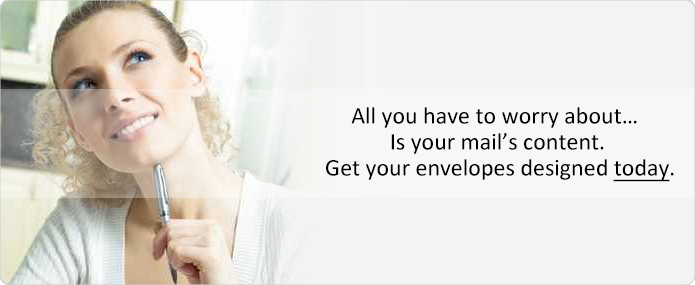 All you have to worry about...
Is your mail's content.
Get your envelopes designed today.